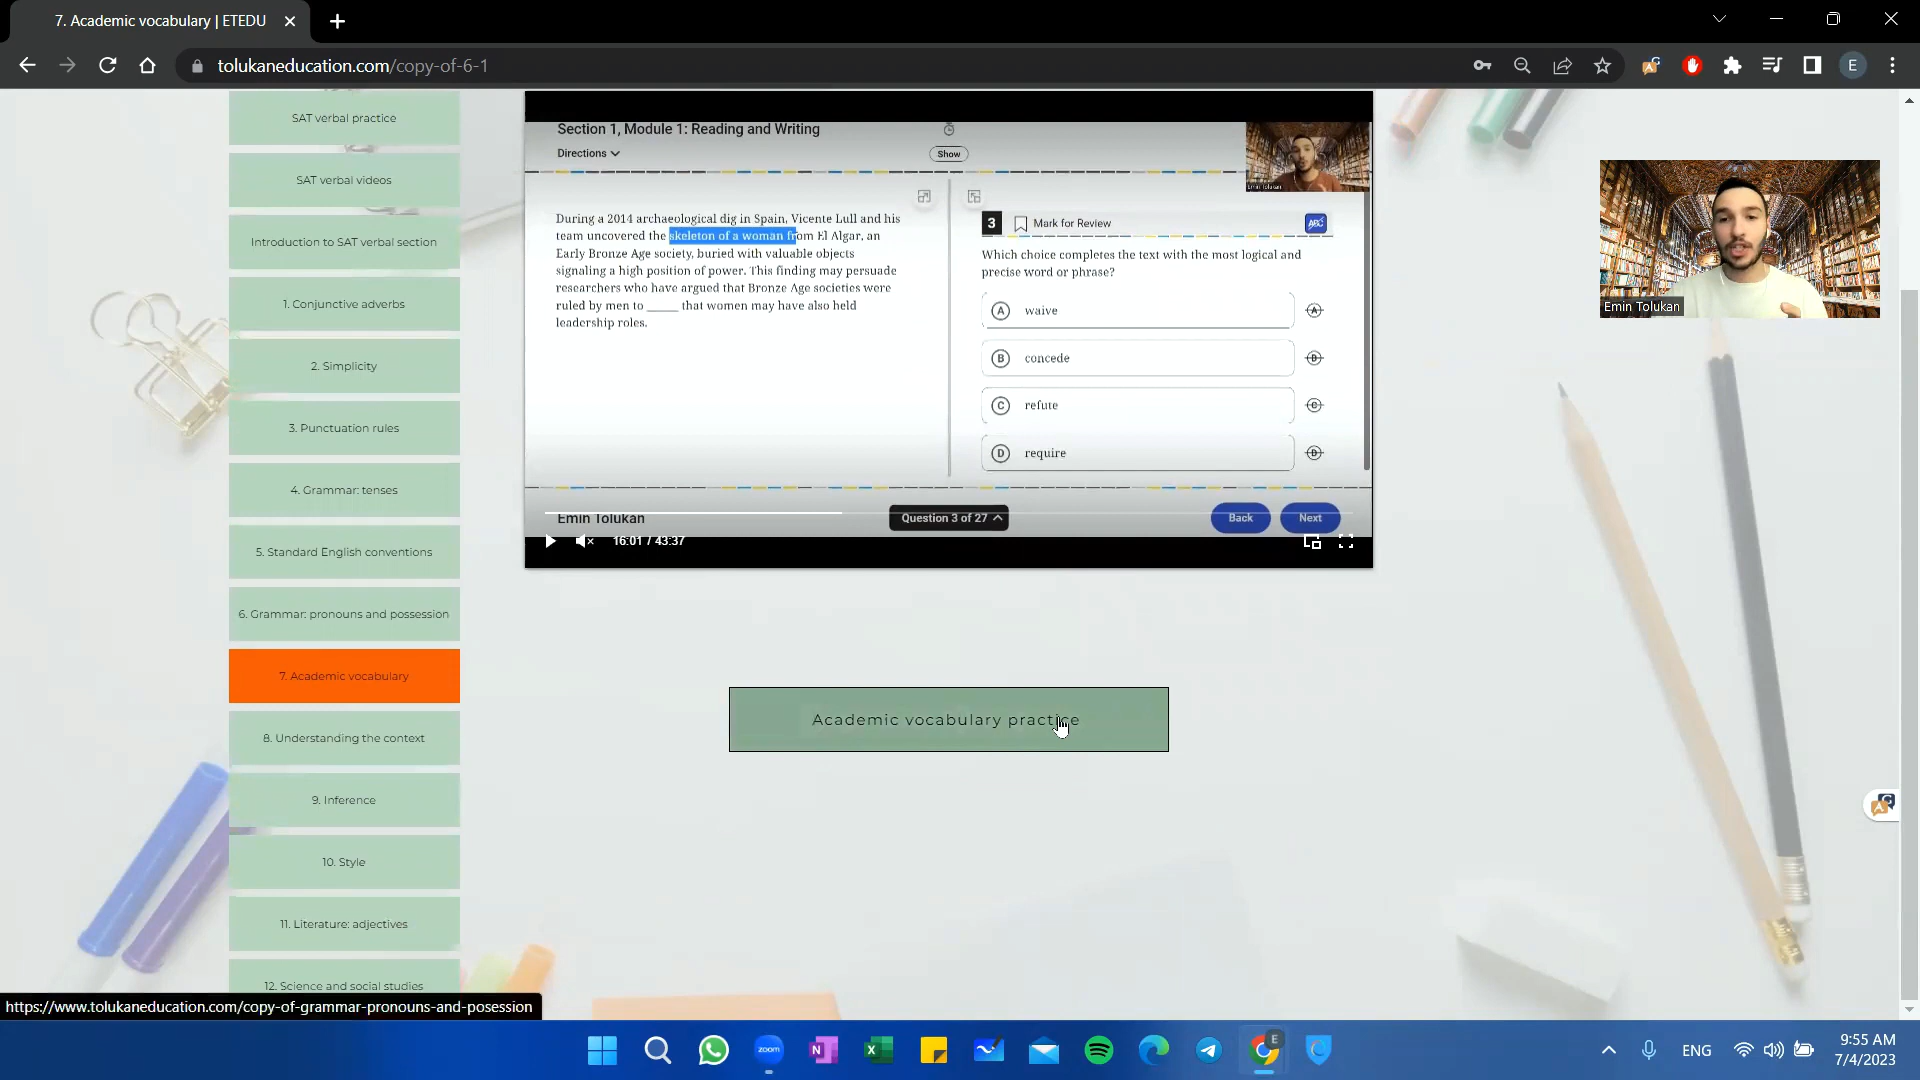 7. Academic vocabulary | ETEDU
tolukaneducation.com/copy-of-6-1
E
SAT verbal practice
SAT verbal videos
Introduction to SAT verbal section
1. Conjunctive adverbs
2. Simplicity
3. Punctuation rules
4. Grammar: tenses
5. Standard English conventions
6. Grammar: pronouns and possession
7. Academic vocabulary
8. Understanding the context
9. Inference
10. Style
11. Literature: adjectives
12. Science and social studies
Section 1, Module 1: Reading and Writing
Directions
Show
Emin Tolukan
During a 2014 archaeological dig in Spain, Vicente Lull and his
team uncovered the skeleton of a woman from El Algar, an
Early Bronze Age society, buried with valuable objects
signaling a high position of power. This finding may persuade
researchers who have argued that Bronze Age societies were
ruled by men to _____ that women may have also held
leadership roles.
3 Mark for Review ABC
Which choice completes the text with the most logical and
precise word or phrase?
A waive A
B concede B
C refute C
D require D
Emin Tolukan
Question 3 of 27
Back
Next
16:01 / 43:37
Academic vocabulary practice
Emin Tolukan
https://www.tolukaneducation.com/copy-of-grammar-pronouns-and-posession
zoom
N
E
ENG
9:55 AM
7/4/2023